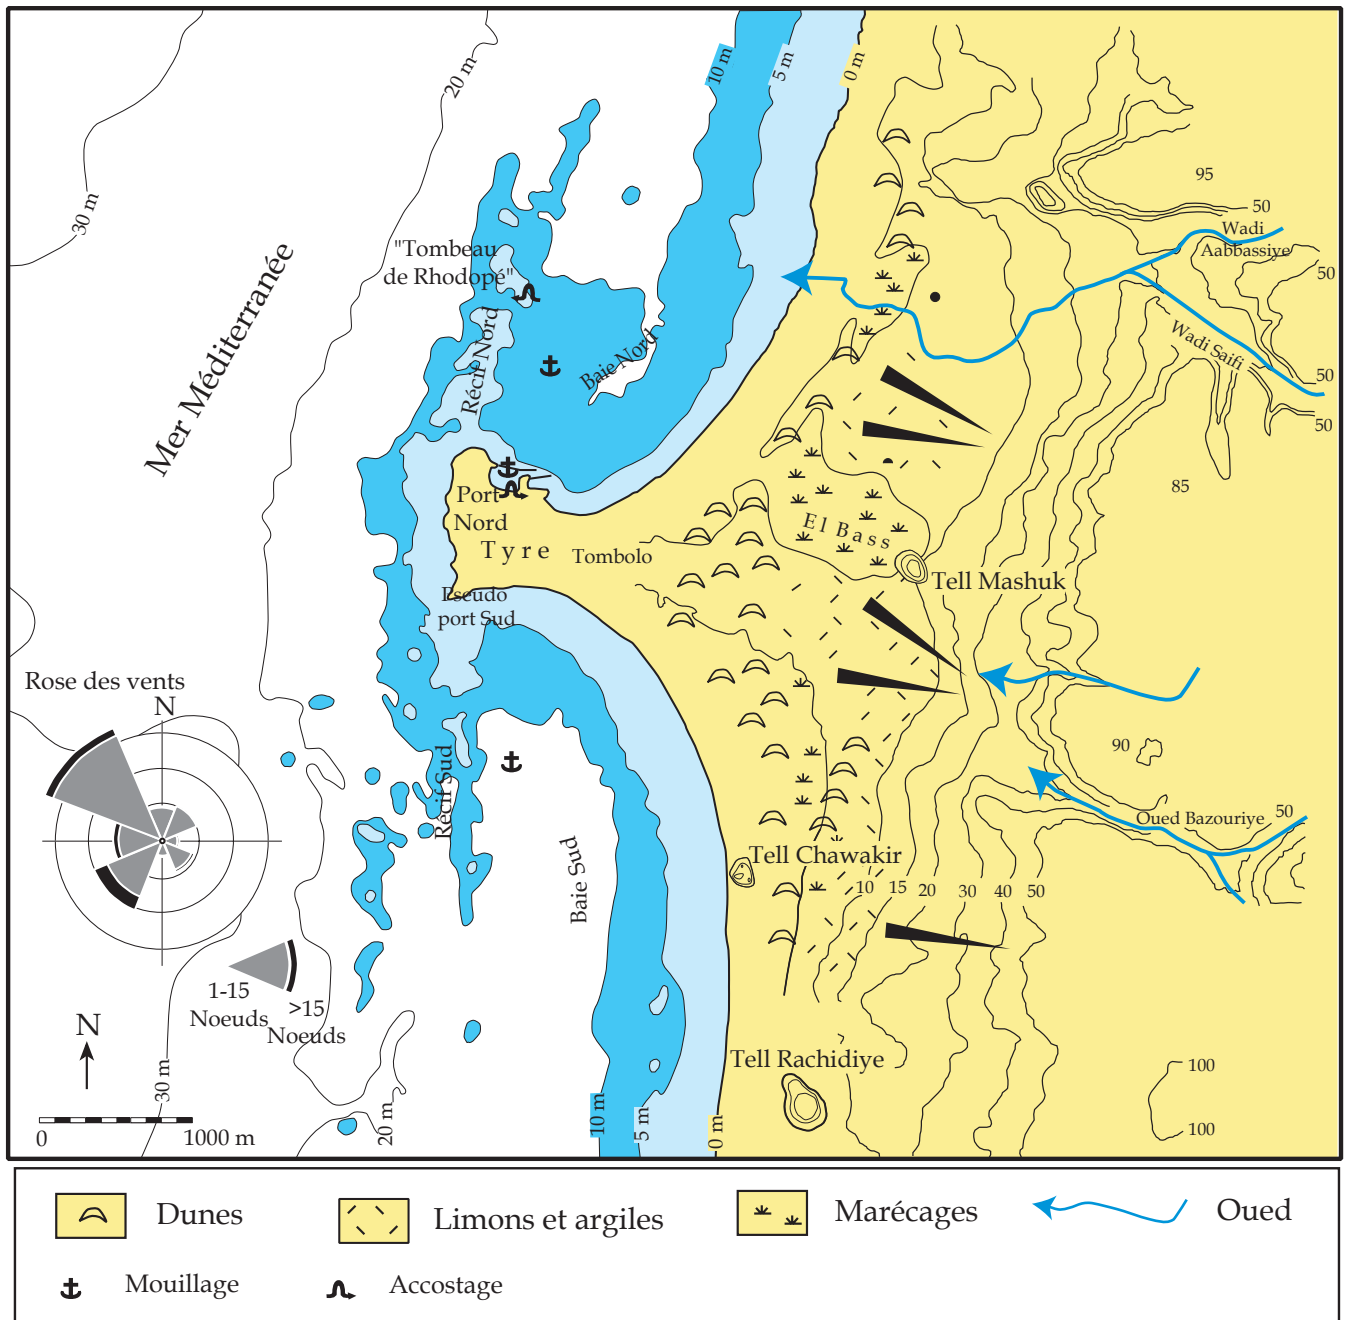 10 m
5 m
0 m
20 m
30 m
95
50
Wadi
Aabbassiye
50
"Tombeau
de Rhodopé"
Mer Méditerranée
Récif Nord
Baie Nord
Wadi Saifi
50
50
85
Port
Nord
El Bass
Tyre
Tombolo
Tell Mashuk
Pseudo
port Sud
Rose des vents
N
90
Récif Sud
Oued Bazouriye
50
Baie Sud
Tell Chawakir
10
15
20
30
40
50
1-15
Noeuds
>15
Noeuds
N
Tell Rachidiye
100
100
30 m
20 m
10 m
5 m
0 m
0
1000 m
Dunes
Limons et argiles
Marécages
Oued
Mouillage
Accostage